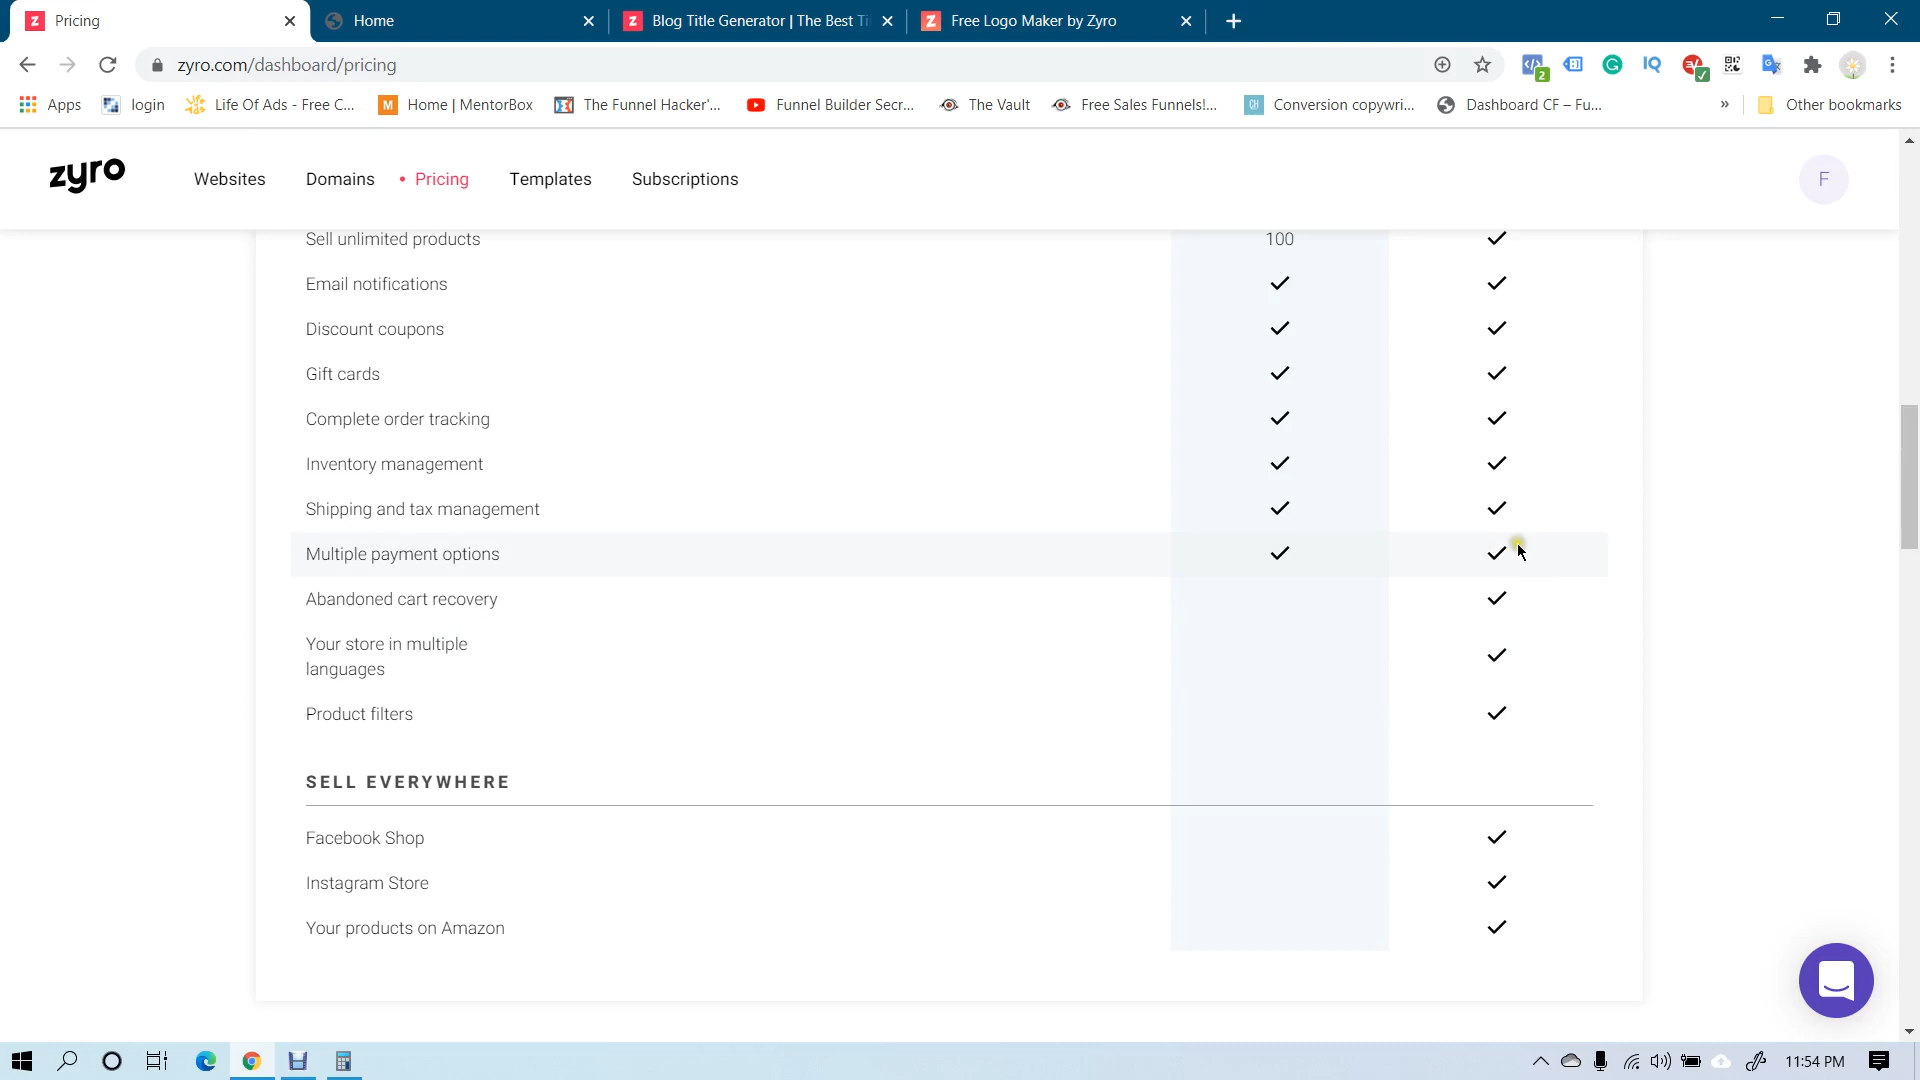 Pricing
Home
Blog Title Generator | The Best T
Free Logo Maker by Zyro
zyro.com/dashboard/pricing
2
Apps
login
Life Of Ads - Free C...
Home | MentorBox
The Funnel Hacker'...
Funnel Builder Secr...
The Vault
Free Sales Funnels!...
Conversion copywri...
Dashboard CF – Fu...
»
Other bookmarks
zyro
Websites
Domains
• Pricing
Templates
Subscriptions
F
Sell unlimited products 100
Email notifications
Discount coupons
Gift cards
Complete order tracking
Inventory management
Shipping and tax management
Multiple payment options
Abandoned cart recovery
Your store in multiple
languages
Product filters
SELL EVERYWHERE
Facebook Shop
Instagram Store
Your products on Amazon
11:54 PM